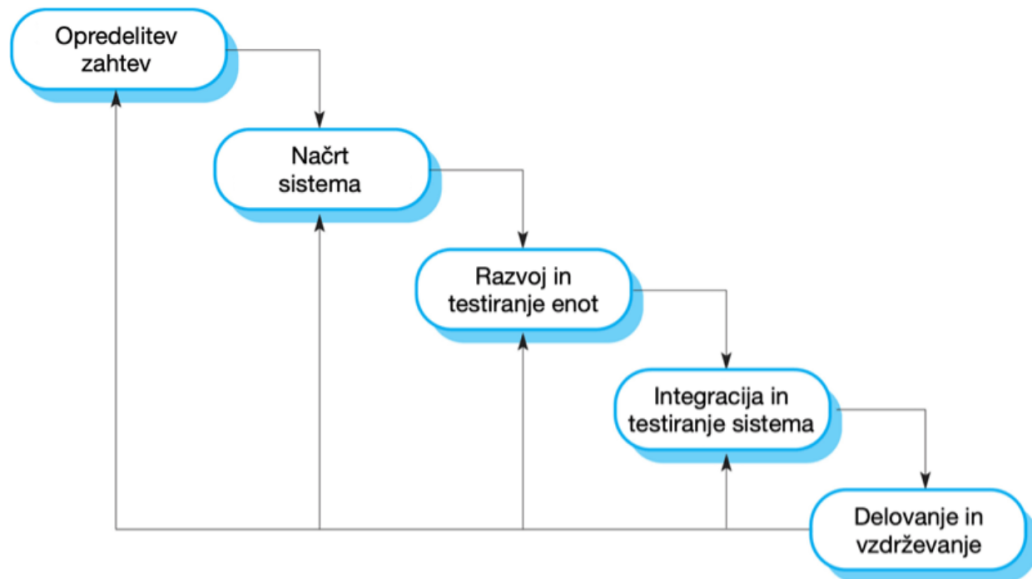 Opredelitev
zahtev
Načrt
sistema
Razvoj in
testiranje enot
Integracija in
testiranje sistema
Delovanje in
vzdrževanje